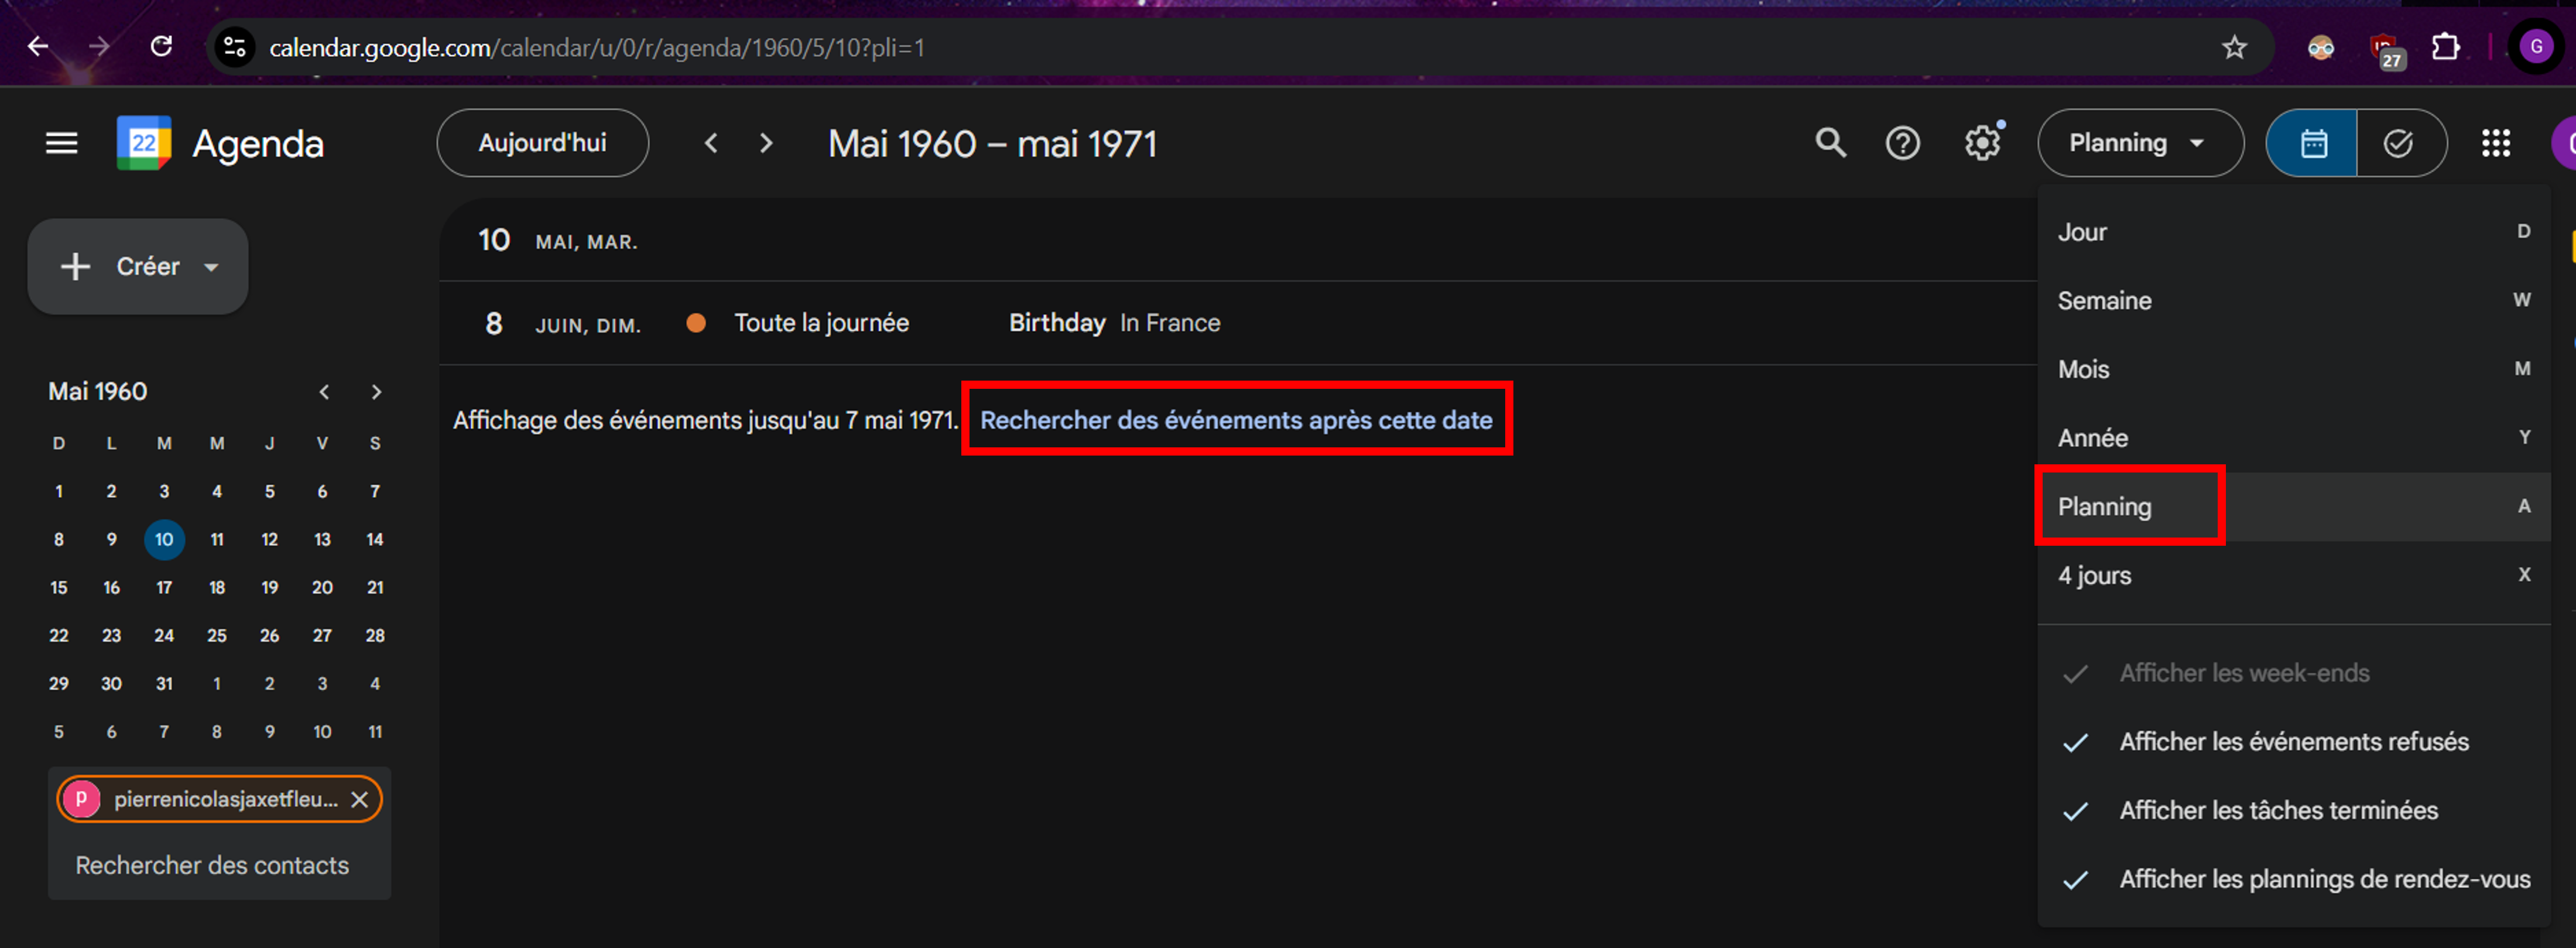 calendar.google.com/calendar/u/0/r/agenda/1960/5/10?pli=1
27
G
22
Agenda
Aujourd'hui
Mai 1960 – mai 1971
Planning
Créer
10 MAI, MAR.
8 JUIN, DIM. Toute la journée Birthday In France
Affichage des événements jusqu'au 7 mai 1971. Rechercher des événements après cette date
Mai 1960
D L M M J V S
1 2 3 4 5 6 7
8 9 10 11 12 13 14
15 16 17 18 19 20 21
22 23 24 25 26 27 28
29 30 31 1 2 3 4
5 6 7 8 9 10 11
p pierrenicolasjaxetfleu...
Rechercher des contacts
Jour D
Semaine W
Mois M
Année Y
Planning A
4 jours X
Afficher les week-ends
Afficher les événements refusés
Afficher les tâches terminées
Afficher les plannings de rendez-vous